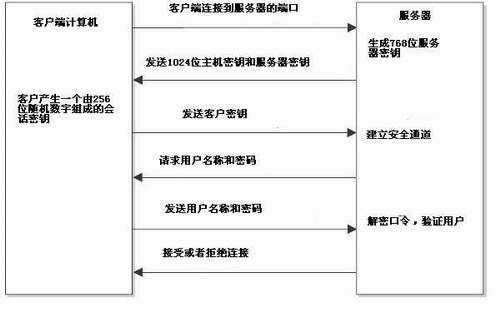 客户端连接到服务器的端口
客户端计算机
服务器
生成768位服务
器密钥
发送1024位主机密钥和服务器密钥
客户产生一个由256
位随机数字组成的会
话密钥
发送客户密钥
建立安全通道
请求用户名称和密码
发送用户名称和密码
解密口令，验证用户
接受或者拒绝连接